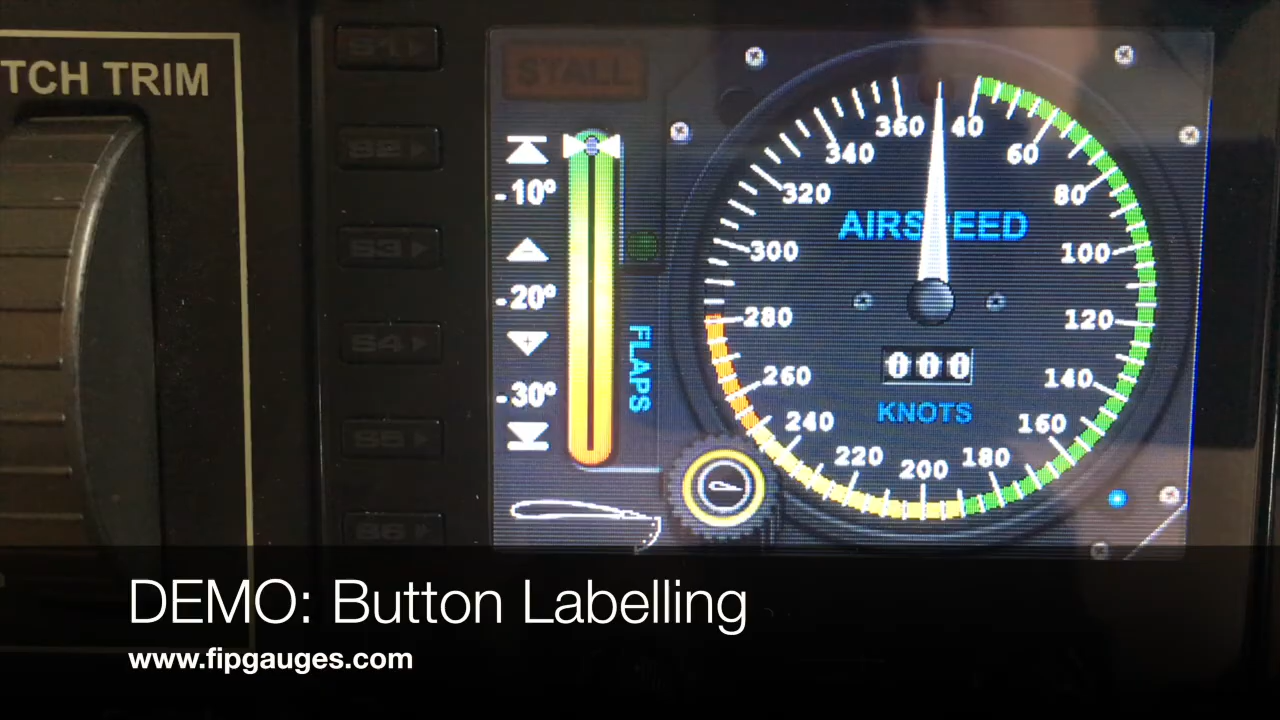 TCH TRIM
S1
S2
S3
S4
S5
S6
STALL
-10°
-20°
-30°
FLAPS
360 40
340 60
320 80
AIRSPEED
300 100
280 120
000
260 140
KNOTS
240 160
220 200 180
DEMO: Button Labelling
www.fipgauges.com